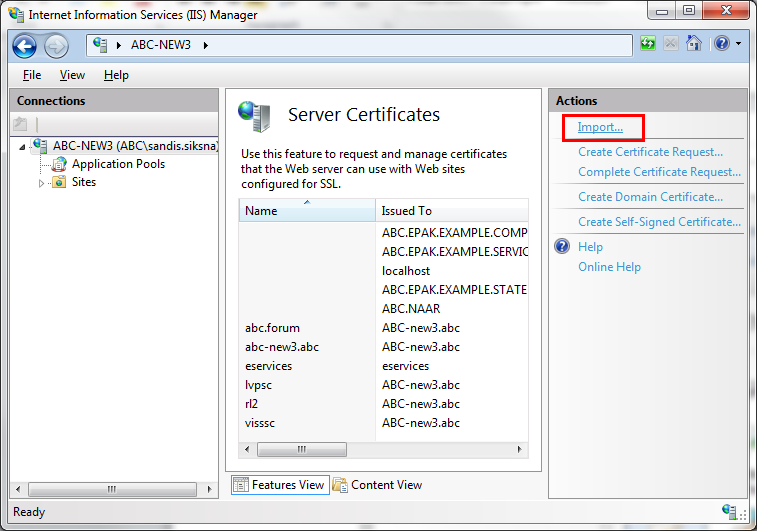 Internet Information Services (IIS) Manager
ABC-NEW3
File View Help
Connections
ABC-NEW3 (ABC\sandis.siksna)
Application Pools
Sites
Server Certificates
Use this feature to request and manage certificates
that the Web server can use with Web sites
configured for SSL.
Name Issued To
ABC.EPAK.EXAMPLE.COMP
ABC.EPAK.EXAMPLE.SERVIC
localhost
ABC.EPAK.EXAMPLE.STATE
ABC.NAAR
abc.forum ABC-new3.abc
abc-new3.abc ABC-new3.abc
eservices eservices
lvpsc ABC-new3.abc
rl2 ABC-new3.abc
visssc ABC-new3.abc
Features View Content View
Actions
Import...
Create Certificate Request...
Complete Certificate Request...
Create Domain Certificate...
Create Self-Signed Certificate...
Help
Online Help
Ready